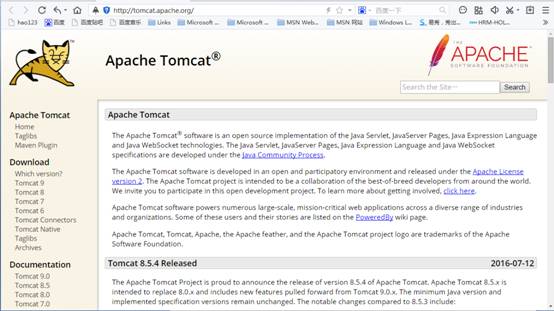 http://tomcat.apache.org/
百度一下
hao123 百度贴吧 百度音乐 Links Microsoft ... Microsoft ... MSN Web... MSN 网站 Windows L... HRM-HOL...
TM
Apache Tomcat®
THE
APACHE
SOFTWARE FOUNDATION
Search the Site… Search
Apache Tomcat
Home
Taglibs
Maven Plugin
Download
Which version?
Tomcat 9
Tomcat 8
Tomcat 7
Tomcat 6
Tomcat Connectors
Tomcat Native
Taglibs
Archives
Documentation
Tomcat 9.0
Tomcat 8.5
Tomcat 8.0
Tomcat 7.0
Apache Tomcat
The Apache Tomcat® software is an open source implementation of the Java Servlet, JavaServer Pages, Java Expression Language
and Java WebSocket technologies. The Java Servlet, JavaServer Pages, Java Expression Language and Java WebSocket
specifications are developed under the Java Community Process.
The Apache Tomcat software is developed in an open and participatory environment and released under the Apache License
version 2. The Apache Tomcat project is intended to be a collaboration of the best-of-breed developers from around the world.
We invite you to participate in this open development project. To learn more about getting involved, click here.
Apache Tomcat software powers numerous large-scale, mission-critical web applications across a diverse range of industries
and organizations. Some of these users and their stories are listed on the PoweredBy wiki page.
Apache Tomcat, Tomcat, Apache, the Apache feather, and the Apache Tomcat project logo are trademarks of the Apache
Software Foundation.
Tomcat 8.5.4 Released 2016-07-12
The Apache Tomcat Project is proud to announce the release of version 8.5.4 of Apache Tomcat. Apache Tomcat 8.5.x is
intended to replace 8.0.x and includes new features pulled forward from Tomcat 9.0.x. The minimum Java version and
implemented specification versions remain unchanged. The notable changes compared to 8.5.3 include: